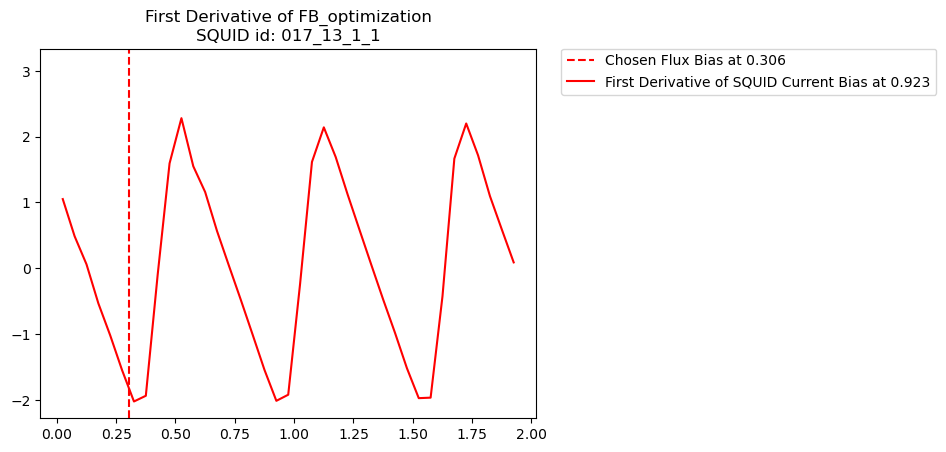 First Derivative of FB_optimization
SQUID id: 017_13_1_1
Chosen Flux Bias at 0.306
First Derivative of SQUID Current Bias at 0.923
3
2
1
0
−1
−2
0.00 0.25 0.50 0.75 1.00 1.25 1.50 1.75 2.00